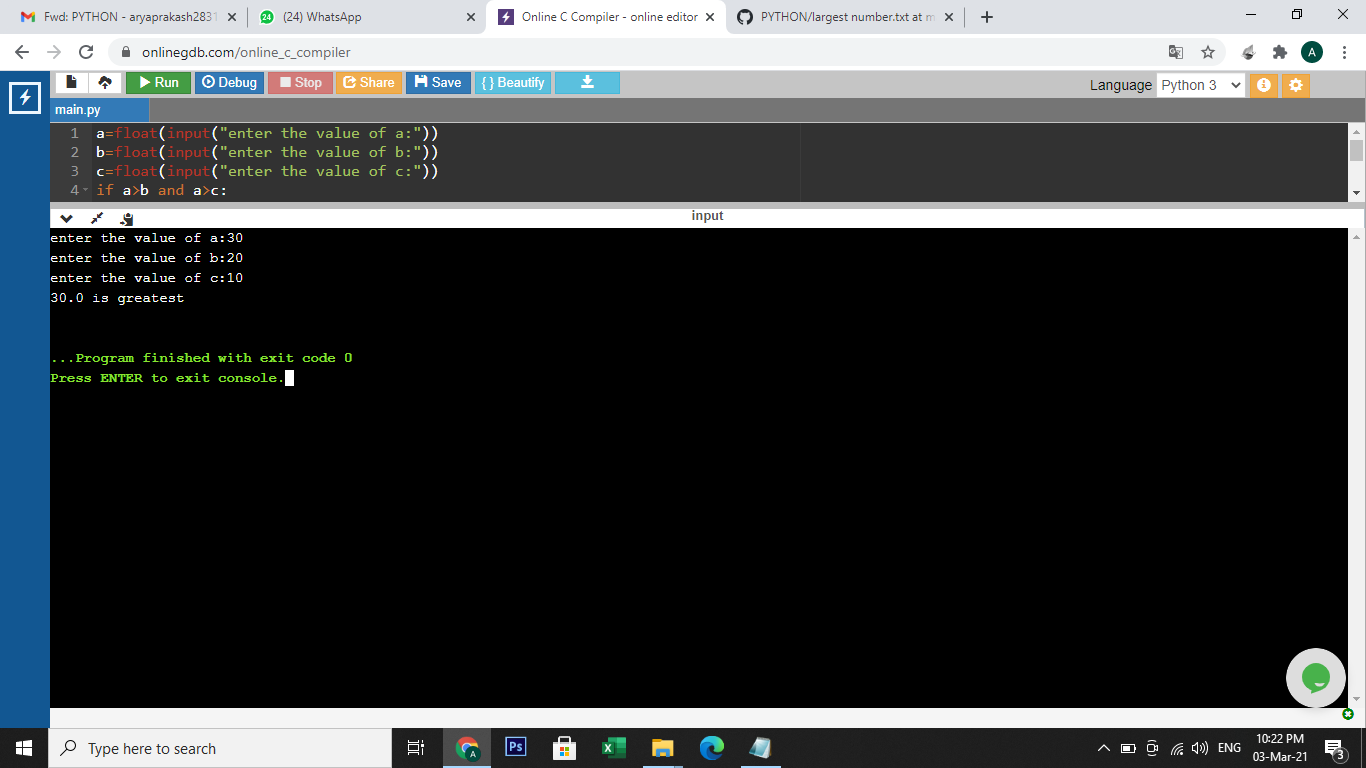 Fwd: PYTHON - aryaprakash2831
24 (24) WhatsApp
Online C Compiler - online editor
PYTHON/largest number.txt at m
onlinegdb.com/online_c_compiler
A
Run
Debug
Stop
Share
Save
{ } Beautify
Language Python 3
main.py
1 a=float(input("enter the value of a:"))
2 b=float(input("enter the value of b:"))
3 c=float(input("enter the value of c:"))
4 if a>b and a>c:
input
enter the value of a:30
enter the value of b:20
enter the value of c:10
30.0 is greatest
...Program finished with exit code 0
Press ENTER to exit console.
Type here to search
A
Ps
X
ENG
10:22 PM
03-Mar-21
3